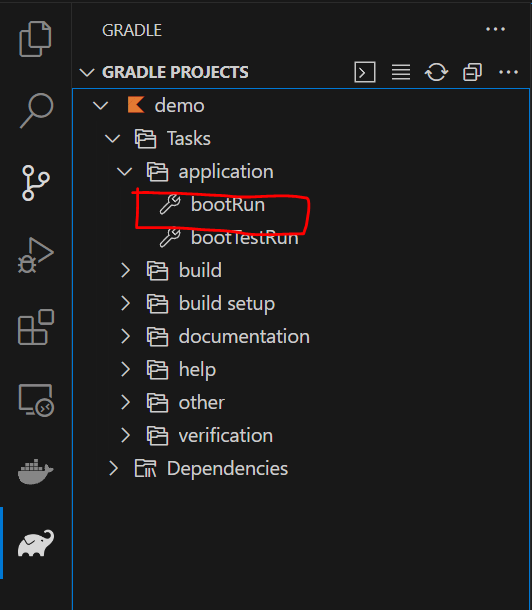 GRADLE
GRADLE PROJECTS
demo
Tasks
application
bootRun
bootTestRun
build
build setup
documentation
help
other
verification
Dependencies